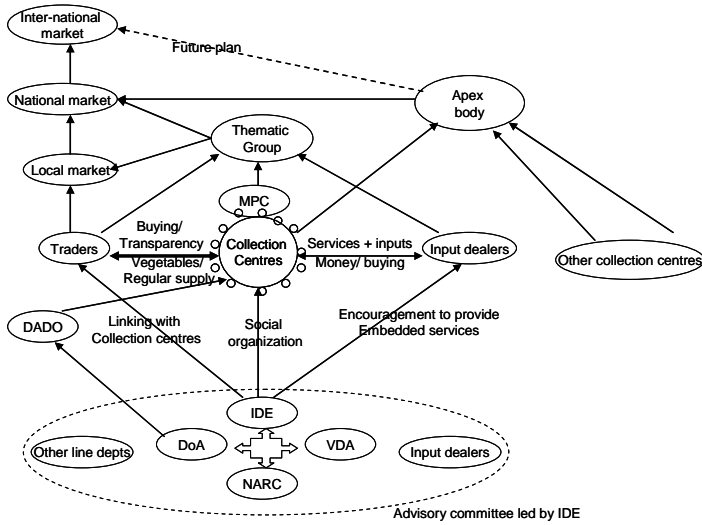 Inter-national
market
Future-plan
National market
Apex
body
Thematic
Group
Local market
MPC
Buying/
Transparency
Traders
Collection
Centres
Services + inputs
Input dealers
Vegetables/
Regular supply
Money/ buying
Other collection centres
DADO
Linking with
Collection centres
Social
organization
Encouragement to provide
Embedded services
IDE
Other line depts
DoA
VDA
Input dealers
NARC
Advisory committee led by IDE